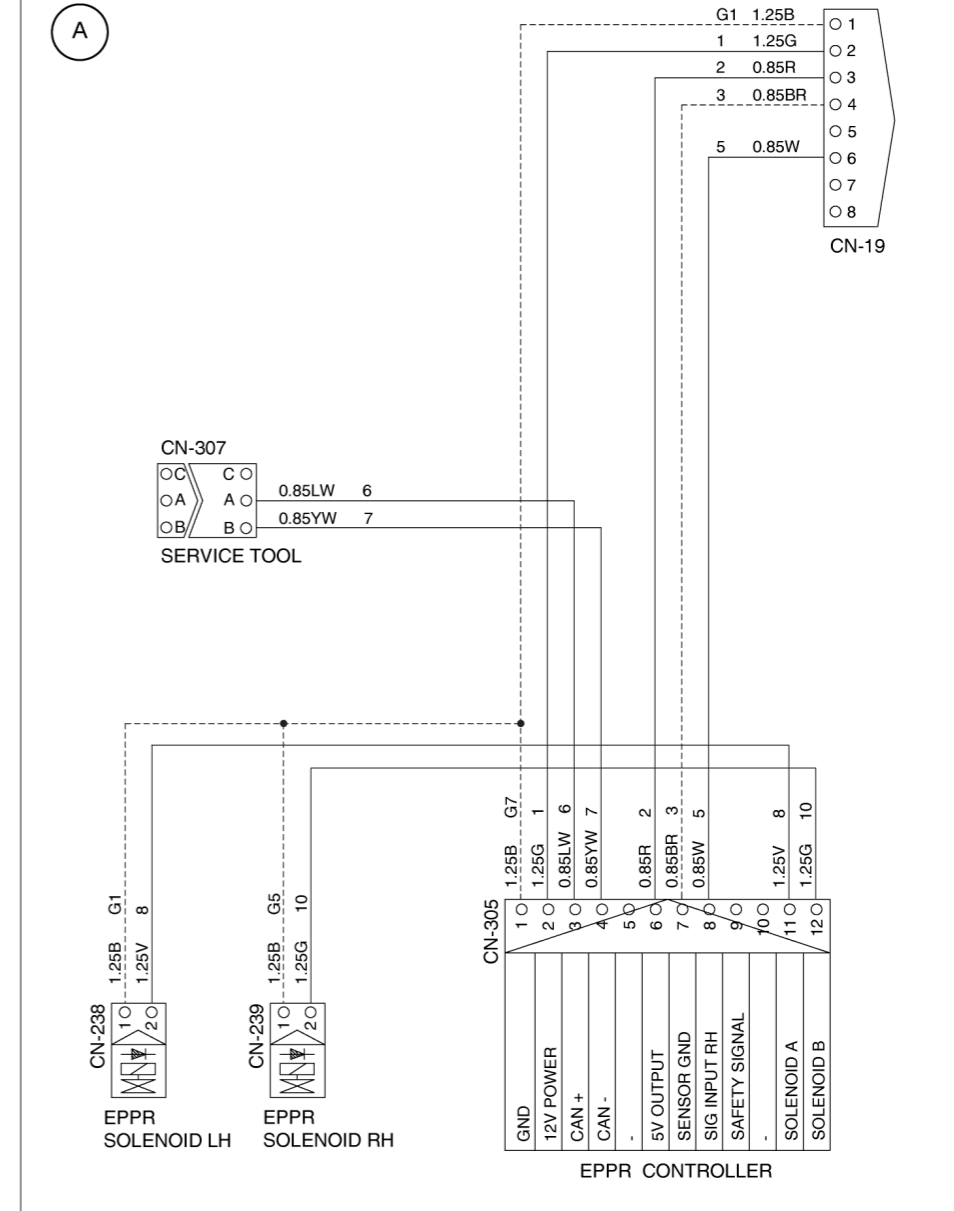 A
G1 1.25B 1
1 1.25G 2
2 0.85R 3
3 0.85BR 4
5
5 0.85W 6
7
8
CN-19
CN-307
C C
A A 0.85LW 6
B B 0.85YW 7
SERVICE TOOL
1.25B G7
1.25G 1
0.85LW 6
0.85YW 7
0.85R 2
0.85BR 3
0.85W 5
1.25V 8
1.25G 10
CN-305
1 2 3 4 5 6 7 8 9 10 11 12
GND
12V POWER
CAN +
CAN -
-
5V OUTPUT
SENSOR GND
SIG INPUT RH
SAFETY SIGNAL
-
SOLENOID A
SOLENOID B
EPPR CONTROLLER
1.25B G1
1.25V 8
CN-238
1 2
EPPR
SOLENOID LH
1.25B G5
1.25G 10
CN-239
1 2
EPPR
SOLENOID RH